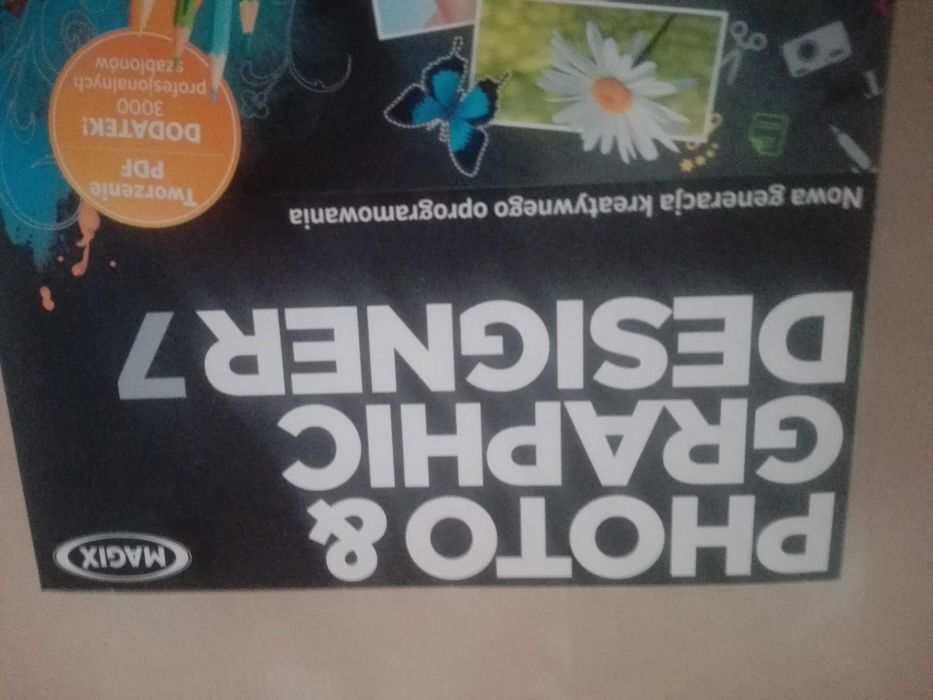 MAGIX
PHOTO &
GRAPHIC
DESIGNER 7
Nowa generacja kreatywnego oprogramowania
Tworzenie
PDF
DODATEK!
3000
profesjonalnych
szablonów